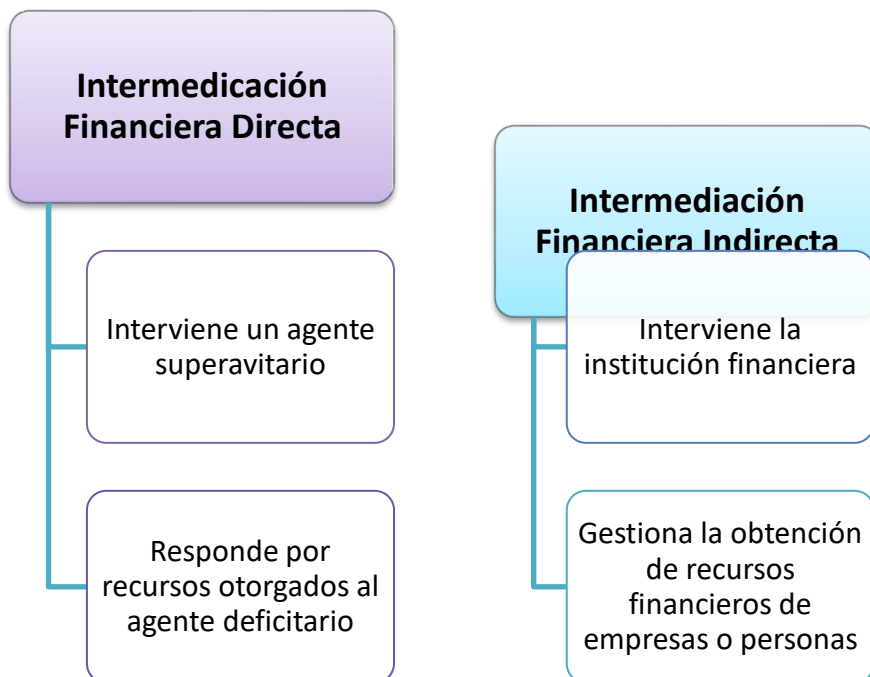 Intermedicación
Financiera Directa
Interviene un agente
superavitario
Responde por
recursos otorgados al
agente deficitario
Intermediación
Financiera Indirecta
Interviene la
institución financiera
Gestiona la obtención
de recursos
financieros de
empresas o personas